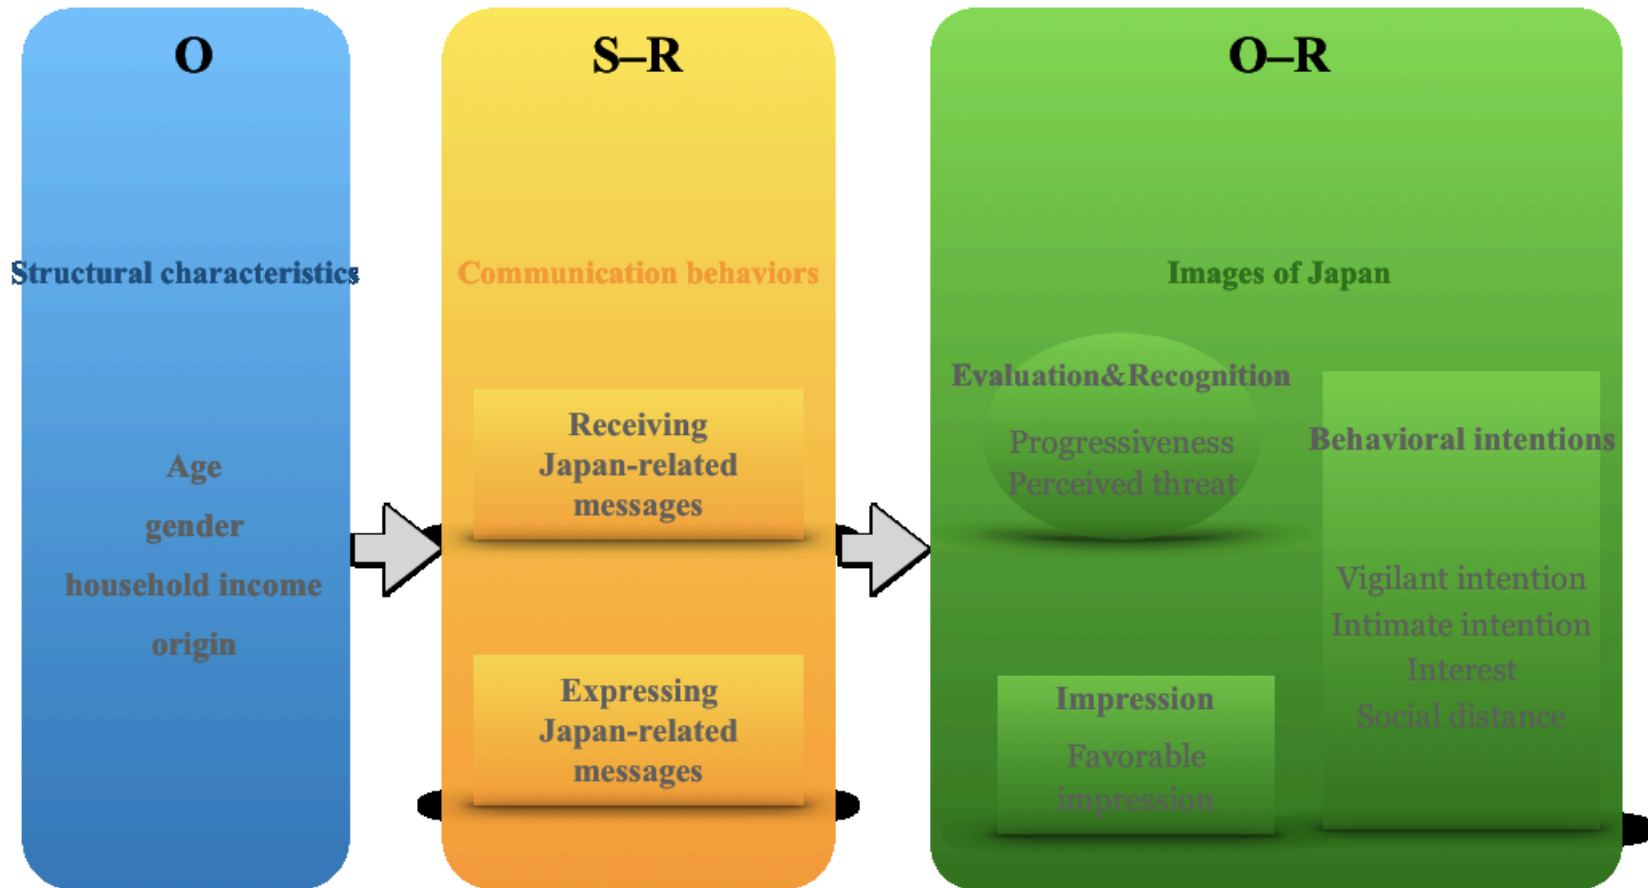 O
Structural characteristics
Age
gender
household income
origin
S–R
Communication behaviors
Receiving
Japan-related
messages
Expressing
Japan-related
messages
O–R
Images of Japan
Evaluation&Recognition
Progressiveness
Perceived threat
Impression
Favorable
impression
Behavioral intentions
Vigilant intention
Intimate intention
Interest
Social distance